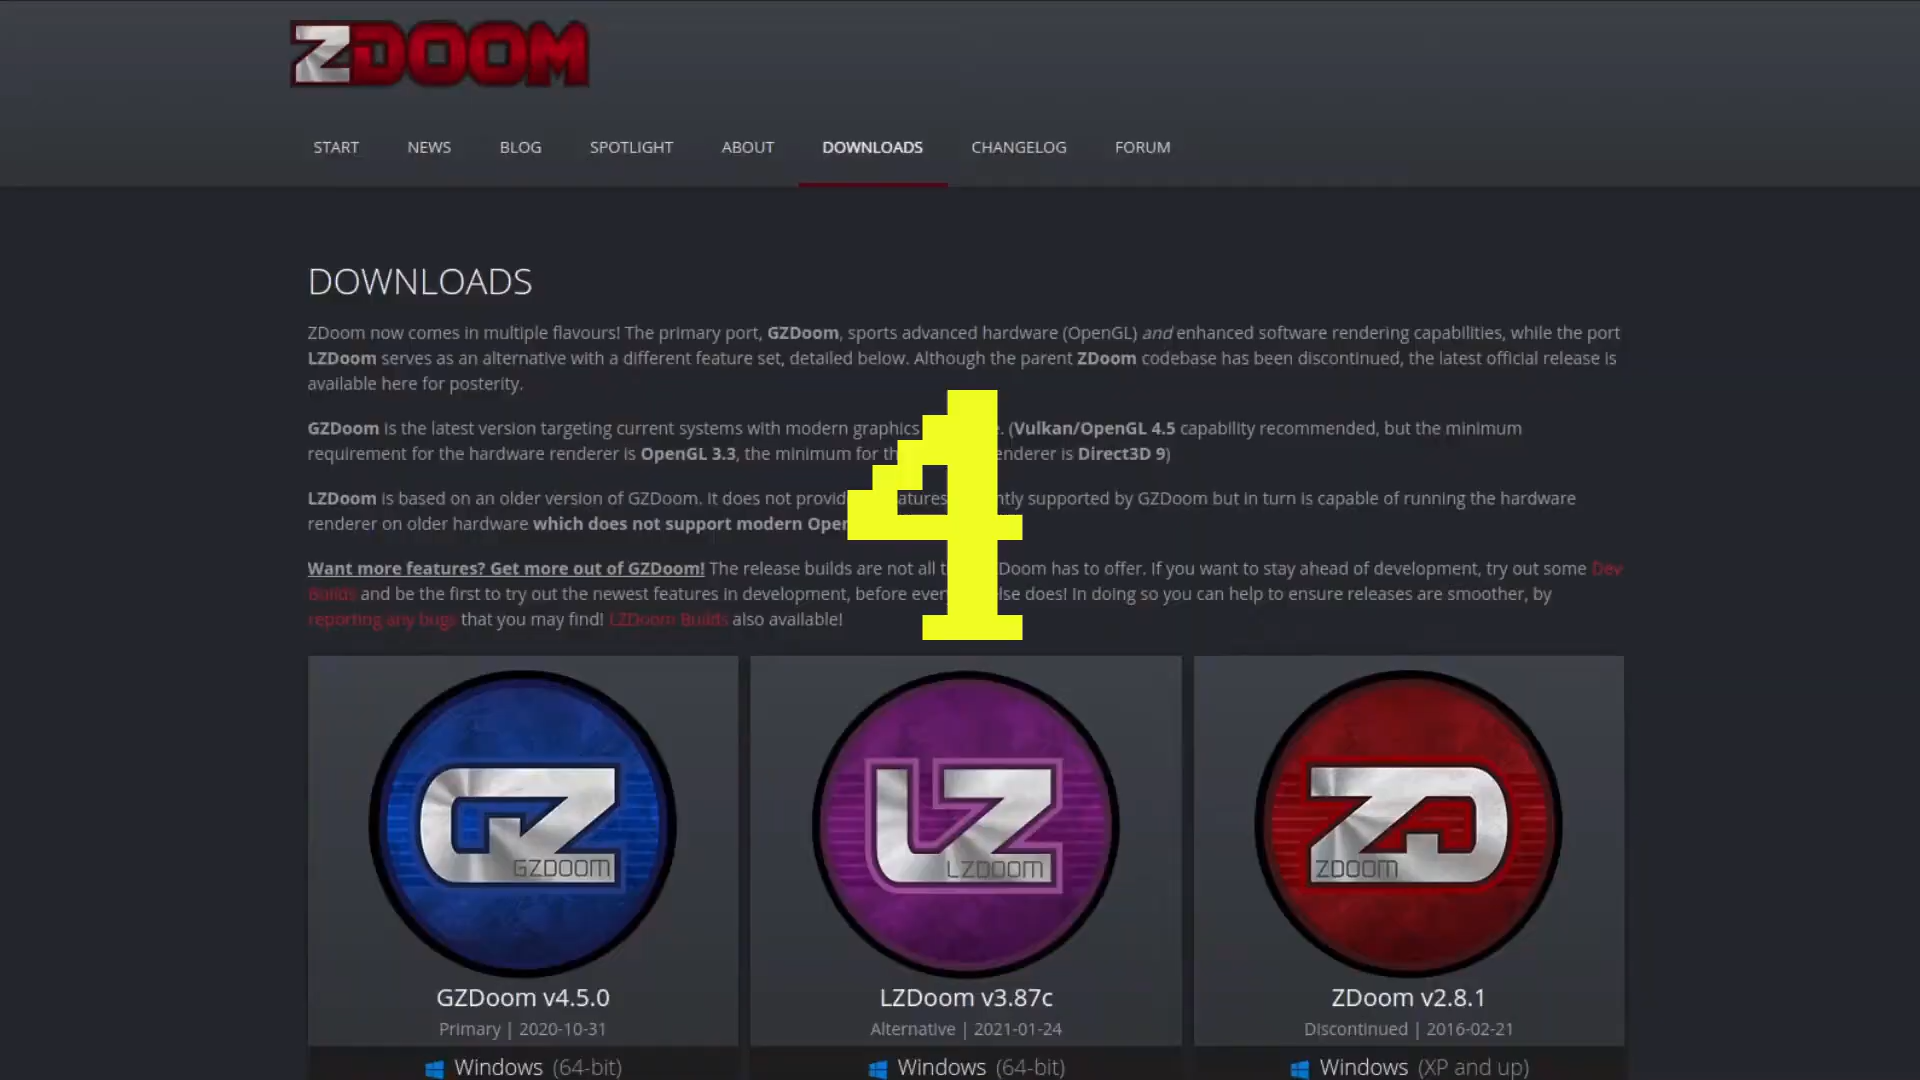 ZDOOM
START NEWS BLOG SPOTLIGHT ABOUT DOWNLOADS CHANGELOG FORUM
DOWNLOADS
ZDoom now comes in multiple flavours! The primary port, GZDoom, sports advanced hardware (OpenGL) and enhanced software rendering capabilities, while the port
LZDoom serves as an alternative with a different feature set, detailed below. Although the parent ZDoom codebase has been discontinued, the latest official release is
available here for posterity.
GZDoom is the latest version targeting current systems with modern graphics . (Vulkan/OpenGL 4.5 capability recommended, but the minimum
requirement for the hardware renderer is OpenGL 3.3, the minimum for is Direct3D 9)
LZDoom is based on an older version of GZDoom. It does not supported by GZDoom but in turn is capable of running the hardware
renderer on older hardware which does not support modern
4
Want more features? Get more out of GZDoom! The release builds are not all has to offer. If you want to stay ahead of development, try out some Dev
Builds and be the first to try out the newest features in development, before does! In doing so you can help to ensure releases are smoother, by
reporting any bugs that you may find! LZDoom Builds also available!
GZ GZDOOM
LZ LZDOOM
ZD ZDOOM
GZDoom v4.5.0
Primary | 2020-10-31
Windows (64-bit)
LZDoom v3.87c
Alternative | 2021-01-24
Windows (64-bit)
ZDoom v2.8.1
Discontinued | 2016-02-21
Windows (XP and up)